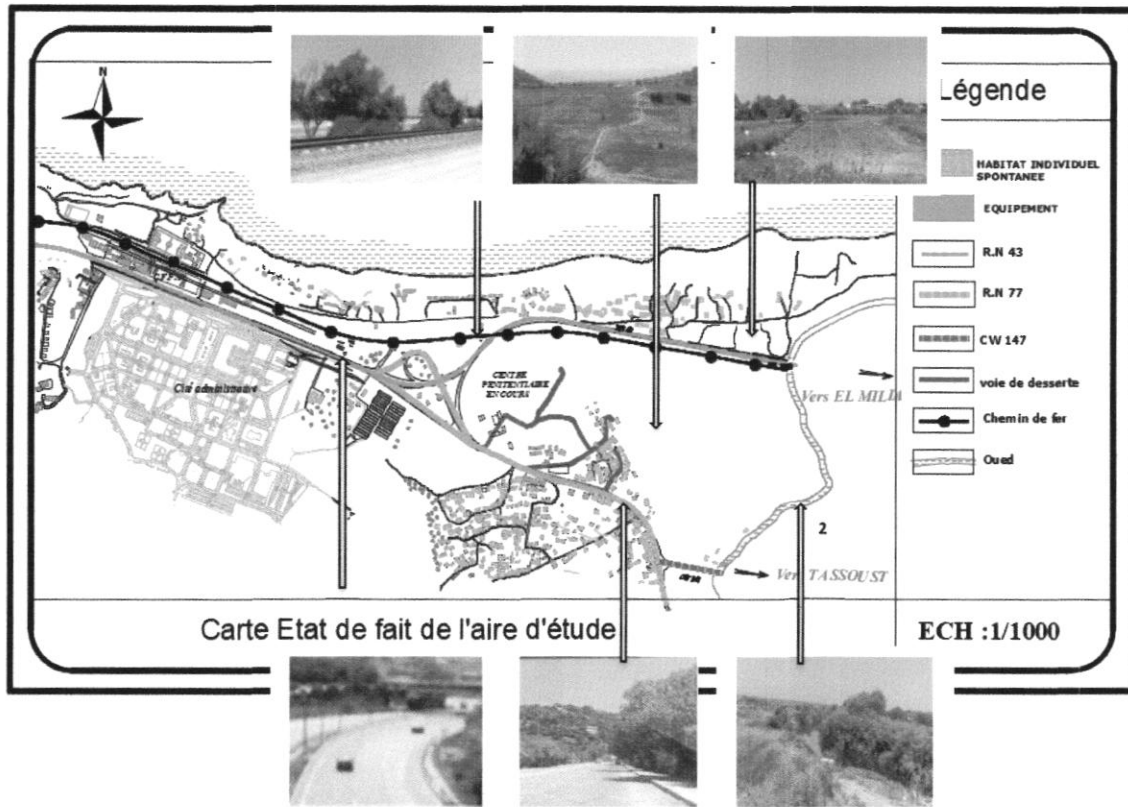 N
Légende
HABITAT INDIVIDUEL
SPONTANEE
EQUIPEMENT
R.N 43
R.N 77
CW 147
voie de desserte
Chemin de fer
Oued
Cité administrative
CENTRE
PENITENTIAIRE
EN COURS
Vers EL MILIA
2
Vers TASSOUST
Carte Etat de fait de l'aire d'étude
ECH :1/1000